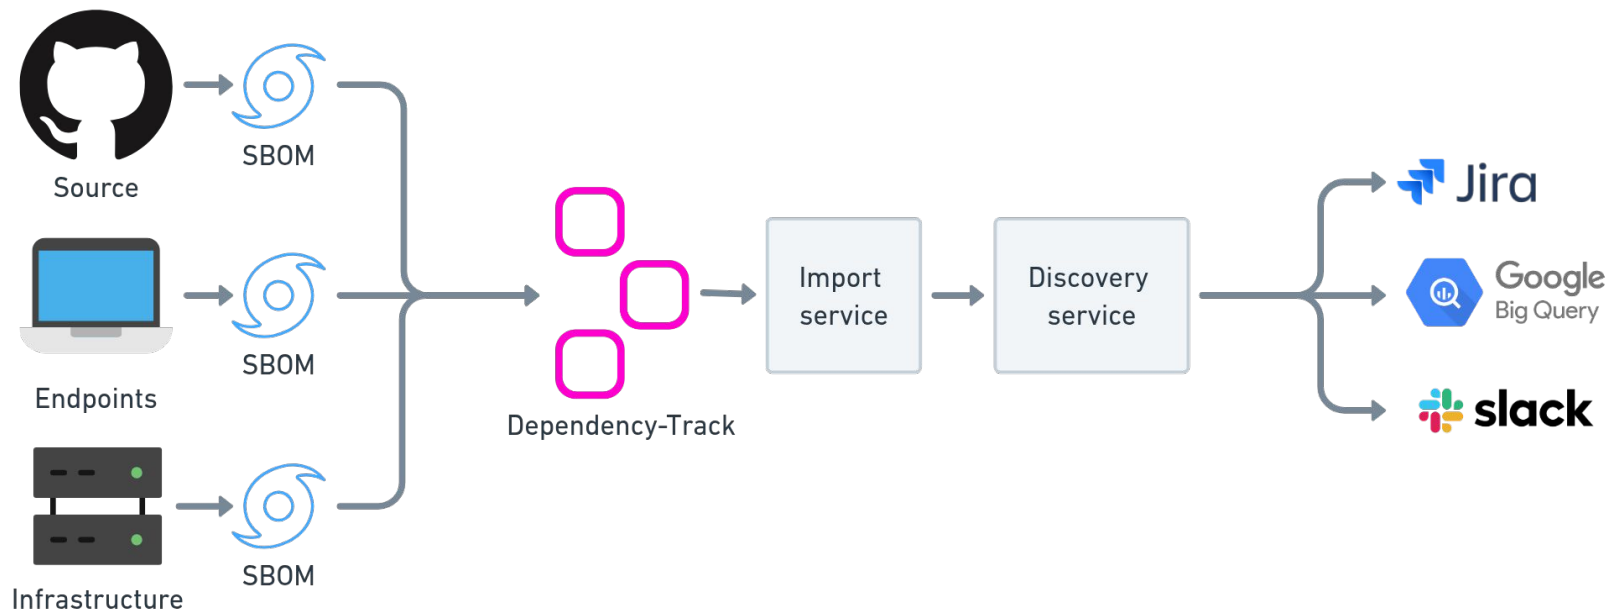 Source
SBOM
Endpoints
SBOM
Infrastructure
SBOM
Dependency-Track
Import
service
Discovery
service
Jira
Google
Big Query
slack